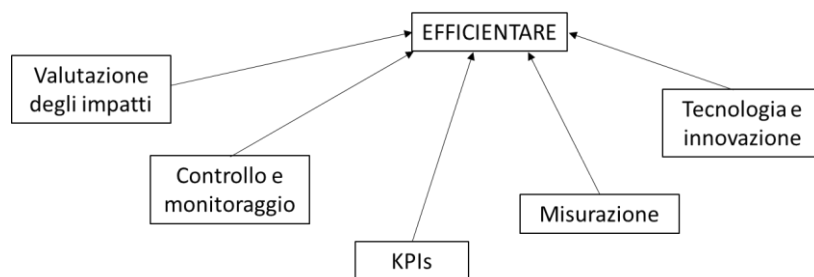 EFFICIENTARE
Valutazione
degli impatti
Tecnologia e
innovazione
Controllo e
monitoraggio
Misurazione
KPIs